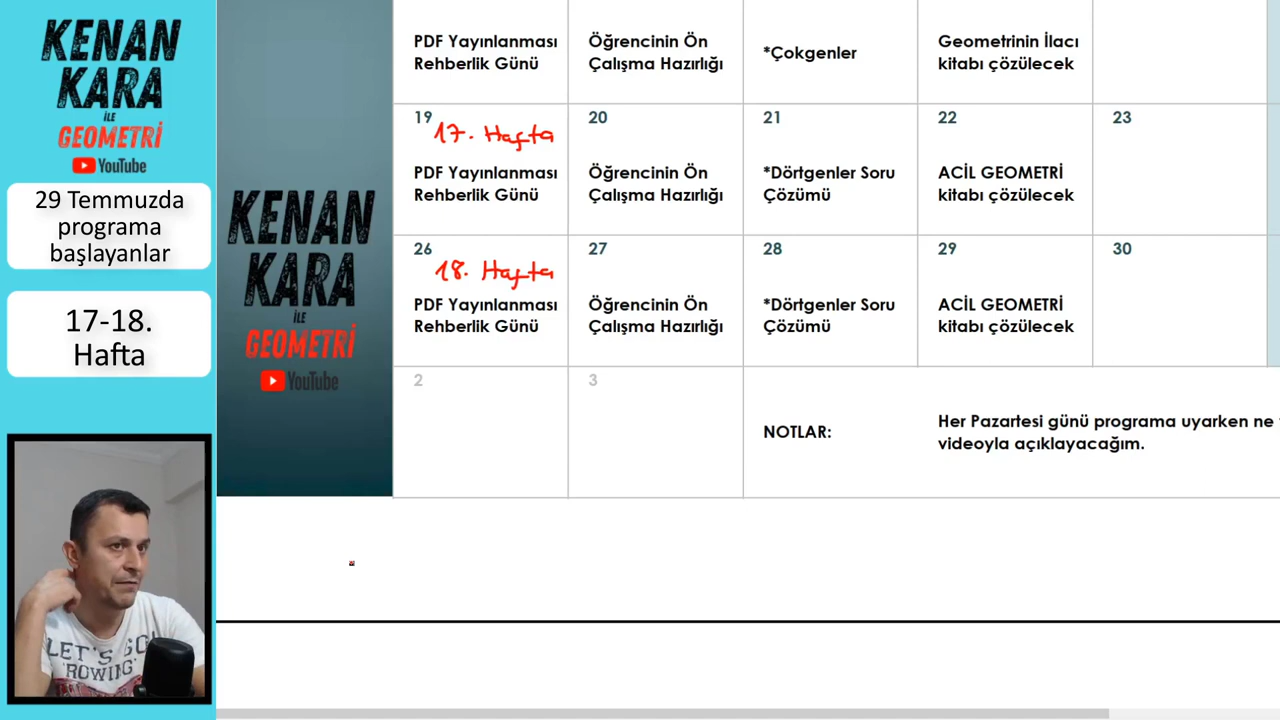 KENAN
KARA
İLE
GEOMETRİ
YouTube
29 Temmuzda
programa
başlayanlar
17-18.
Hafta
KENAN
KARA
İLE
GEOMETRİ
YouTube
PDF Yayınlanması
Rehberlik Günü
Öğrencinin Ön
Çalışma Hazırlığı
*Çokgenler
Geometrinin İlacı
kitabı çözülecek
19
17. Hafta
PDF Yayınlanması
Rehberlik Günü
20
Öğrencinin Ön
Çalışma Hazırlığı
21
*Dörtgenler Soru
Çözümü
22
ACİL GEOMETRİ
kitabı çözülecek
23
26
18. Hafta
PDF Yayınlanması
Rehberlik Günü
27
Öğrencinin Ön
Çalışma Hazırlığı
28
*Dörtgenler Soru
Çözümü
29
ACİL GEOMETRİ
kitabı çözülecek
30
2
3
NOTLAR:
Her Pazartesi günü programa uyarken ne
videoyla açıklayacağım.
LET'S GO
ROWING